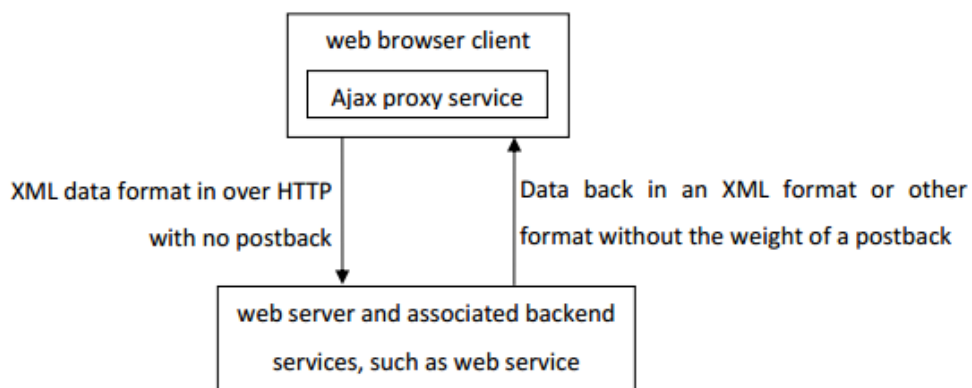 web browser client
Ajax proxy service
XML data format in over HTTP
with no postback
Data back in an XML format or other
format without the weight of a postback
web server and associated backend
services, such as web service